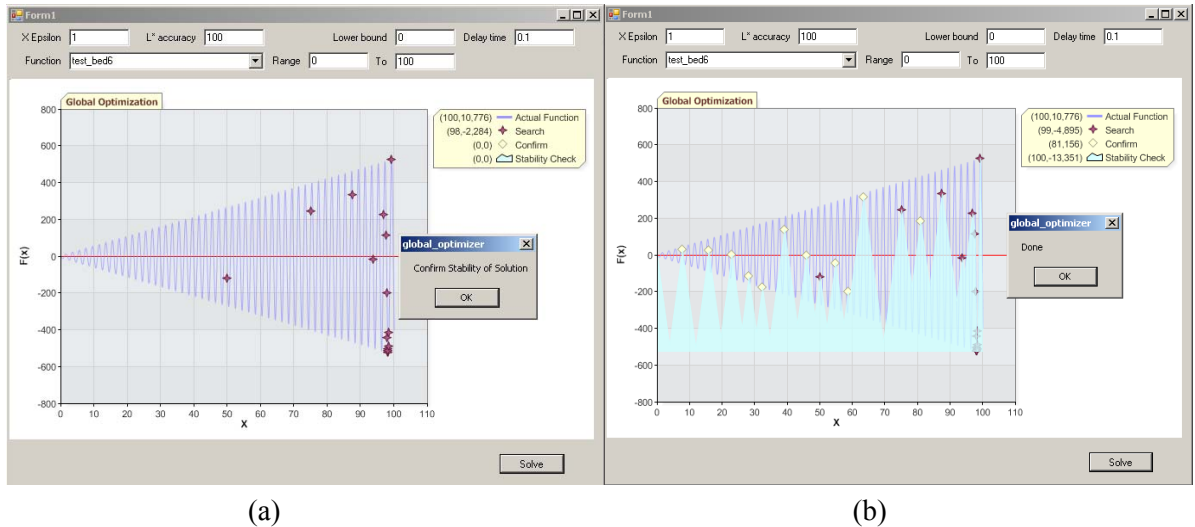 Form1
X Epsilon 1 L* accuracy 100 Lower bound 0 Delay time 0.1
Function test_bed6 Range 0 To 100
Global Optimization
800
600
400
200
0
-200
-400
-600
-800
F(x)
0 10 20 30 40 50 60 70 80 90 100 110
X
(100,10,776) Actual Function
(98,-2,284) Search
(0,0) Confirm
(0,0) Stability Check
global_optimizer
Confirm Stability of Solution
OK
Solve
(a)
Form1
X Epsilon 1 L* accuracy 100 Lower bound 0 Delay time 0.1
Function test_bed6 Range 0 To 100
Global Optimization
800
600
400
200
0
-200
-400
-600
-800
F(x)
0 10 20 30 40 50 60 70 80 90 100 110
X
(100,10,776) Actual Function
(99,-4,895) Search
(81,156) Confirm
(100,-13,351) Stability Check
global_optimizer
Done
OK
Solve
(b)